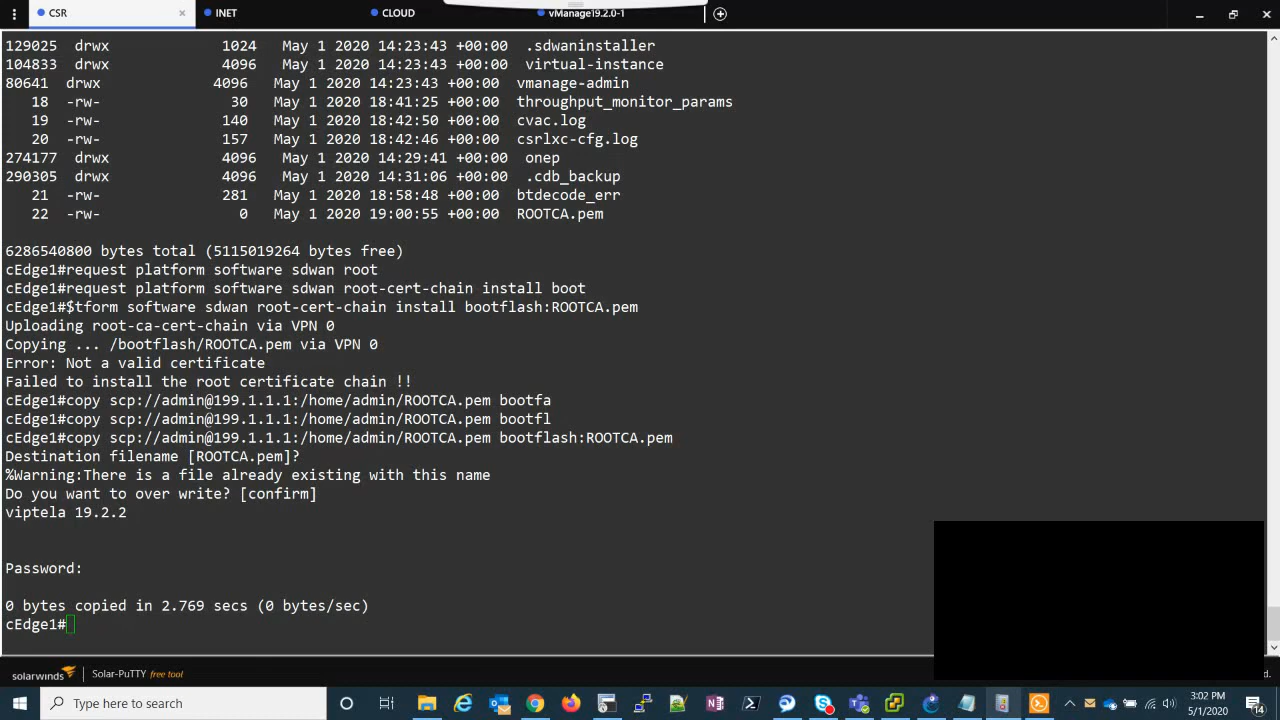 CSR × INET CLOUD vManage19.2.0-1
129025 drwx 1024 May 1 2020 14:23:43 +00:00 .sdwaninstaller
104833 drwx 4096 May 1 2020 14:23:43 +00:00 virtual-instance
80641 drwx 4096 May 1 2020 14:23:43 +00:00 vmanage-admin
18 -rw- 30 May 1 2020 18:41:25 +00:00 throughput_monitor_params
19 -rw- 140 May 1 2020 18:42:50 +00:00 cvac.log
20 -rw- 157 May 1 2020 18:42:46 +00:00 csrlxc-cfg.log
274177 drwx 4096 May 1 2020 14:29:41 +00:00 onep
290305 drwx 4096 May 1 2020 14:31:06 +00:00 .cdb_backup
21 -rw- 281 May 1 2020 18:58:48 +00:00 btdecode_err
22 -rw- 0 May 1 2020 19:00:55 +00:00 ROOTCA.pem
6286540800 bytes total (5115019264 bytes free)
cEdge1#request platform software sdwan root
cEdge1#request platform software sdwan root-cert-chain install boot
cEdge1#$tform software sdwan root-cert-chain install bootflash:ROOTCA.pem
Uploading root-ca-cert-chain via VPN 0
Copying ... /bootflash/ROOTCA.pem via VPN 0
Error: Not a valid certificate
Failed to install the root certificate chain !!
cEdge1#copy scp://admin@199.1.1.1:/home/admin/ROOTCA.pem bootfa
cEdge1#copy scp://admin@199.1.1.1:/home/admin/ROOTCA.pem bootfl
cEdge1#copy scp://admin@199.1.1.1:/home/admin/ROOTCA.pem bootflash:ROOTCA.pem
Destination filename [ROOTCA.pem]?
%Warning:There is a file already existing with this name
Do you want to over write? [confirm]
viptela 19.2.2
Password:
0 bytes copied in 2.769 secs (0 bytes/sec)
cEdge1#
solarwinds Solar-PuTTY free tool d.
Type here to search
3:02 PM
5/1/2020
14